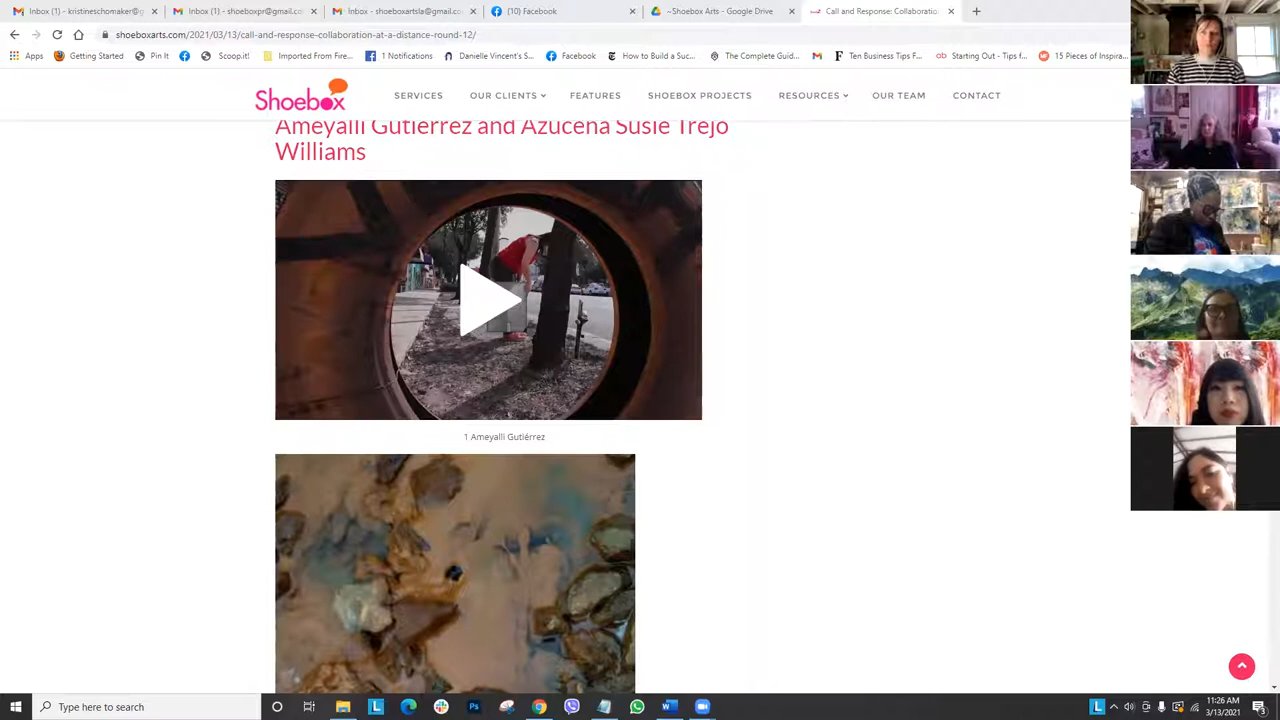 Inbox (1) - kristineschomaker@g
Inbox (1) - shoeboxpr@gmail.co
Inbox (1) - shoeboxartsla@gmail.c
(10) Facebook
~Shoebox Arts - Google Drive
Call and Response: Collaboratio
shoeboxarts.com/2021/03/13/call-and-response-collaboration-at-a-distance-round-12/
Apps
Getting Started
Pin It
Scoop.it!
Imported From Fire...
1 Notifications
Danielle Vincent's S...
Facebook
How to Build a Suc...
The Complete Guid...
Ten Business Tips F...
Starting Out - Tips f...
15 Pieces of Inspira...
Shoebox
SERVICES
OUR CLIENTS
FEATURES
SHOEBOX PROJECTS
RESOURCES
OUR TEAM
CONTACT
Ameyalli Gutierrez and Azucena Susie Trejo
Williams
1 Ameyalli Gutiérrez
Type here to search
11:26 AM
3/13/2021